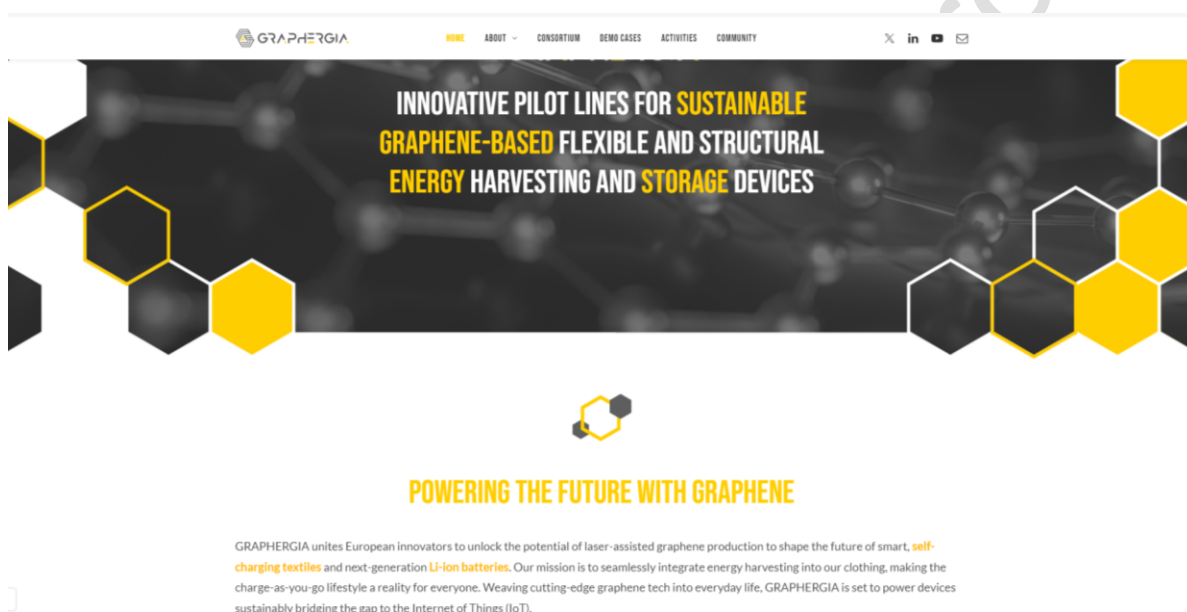 GRAPHERGIA
HOME ABOUT CONSORTIUM DEMO CASES ACTIVITIES COMMUNITY
INNOVATIVE PILOT LINES FOR SUSTAINABLE
GRAPHENE-BASED FLEXIBLE AND STRUCTURAL
ENERGY HARVESTING AND STORAGE DEVICES
POWERING THE FUTURE WITH GRAPHENE
GRAPHERGIA unites European innovators to unlock the potential of laser-assisted graphene production to shape the future of smart, self-
charging textiles and next-generation Li-ion batteries. Our mission is to seamlessly integrate energy harvesting into our clothing, making the
charge-as-you-go lifestyle a reality for everyone. Weaving cutting-edge graphene tech into everyday life, GRAPHERGIA is set to power devices
sustainably bridging the gap to the Internet of Things (IoT).